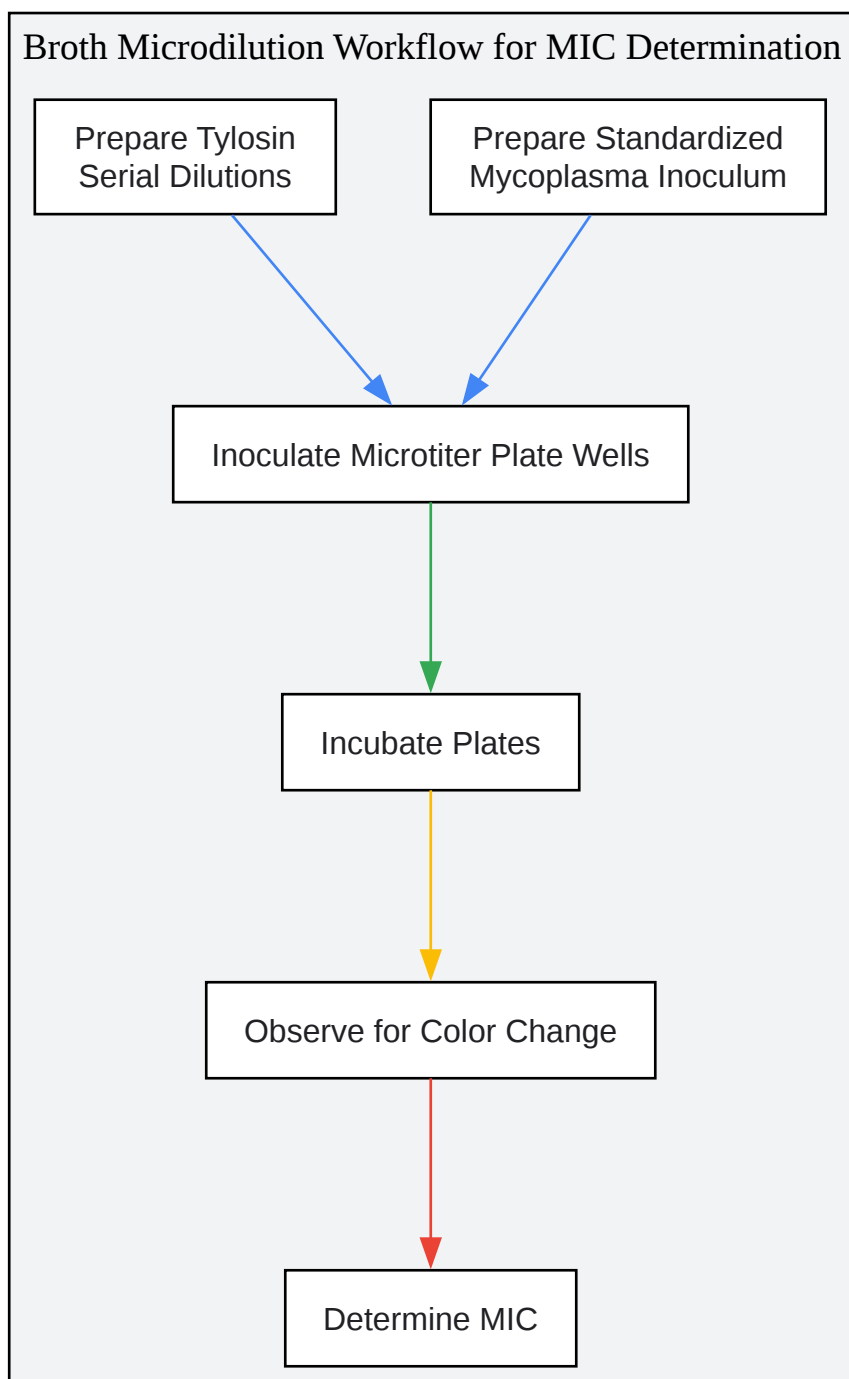 Broth Microdilution Workflow for MIC Determination
Prepare Tylosin
Serial Dilutions
Prepare Standardized
Mycoplasma Inoculum
Inoculate Microtiter Plate Wells
Incubate Plates
Observe for Color Change
Determine MIC